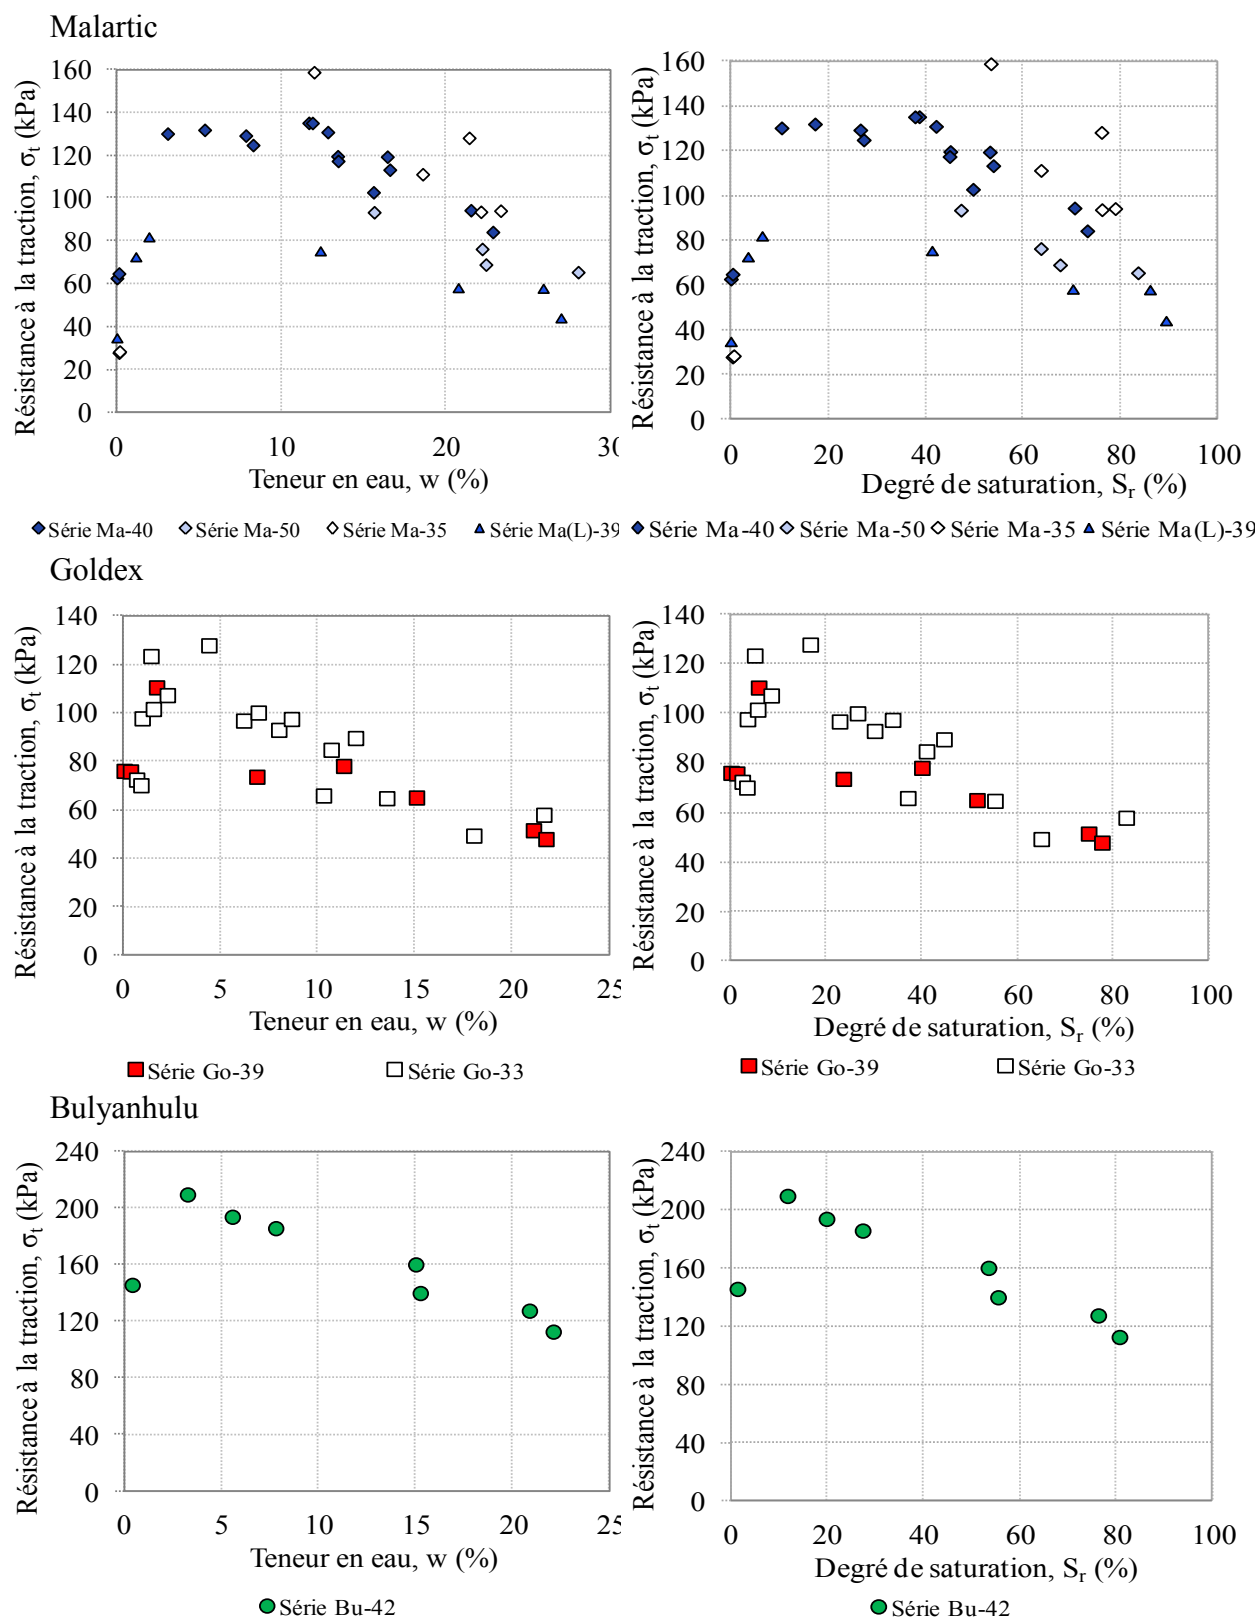 Malartic
Résistance à la traction, σt (kPa)
160
140
120
100
80
60
40
20
0
0 10 20 30
Teneur en eau, w (%)
Série Ma-40 Série Ma-50 Série Ma-35 Série Ma(L)-39
Résistance à la traction, σt (kPa)
160
140
120
100
80
60
40
20
0
0 20 40 60 80 100
Degré de saturation, Sr (%)
Série Ma-40 Série Ma-50 Série Ma-35 Série Ma(L)-39
Goldex
Résistance à la traction, σt (kPa)
140
120
100
80
60
40
20
0
0 5 10 15 20 25
Teneur en eau, w (%)
Série Go-39 Série Go-33
Résistance à la traction, σt (kPa)
140
120
100
80
60
40
20
0
0 20 40 60 80 100
Degré de saturation, Sr (%)
Série Go-39 Série Go-33
Bulyanhulu
Résistance à la traction, σt (kPa)
240
200
160
120
80
40
0
0 5 10 15 20 25
Teneur en eau, w (%)
Série Bu-42
Résistance à la traction, σt (kPa)
240
200
160
120
80
40
0
0 20 40 60 80 100
Degré de saturation, Sr (%)
Série Bu-42